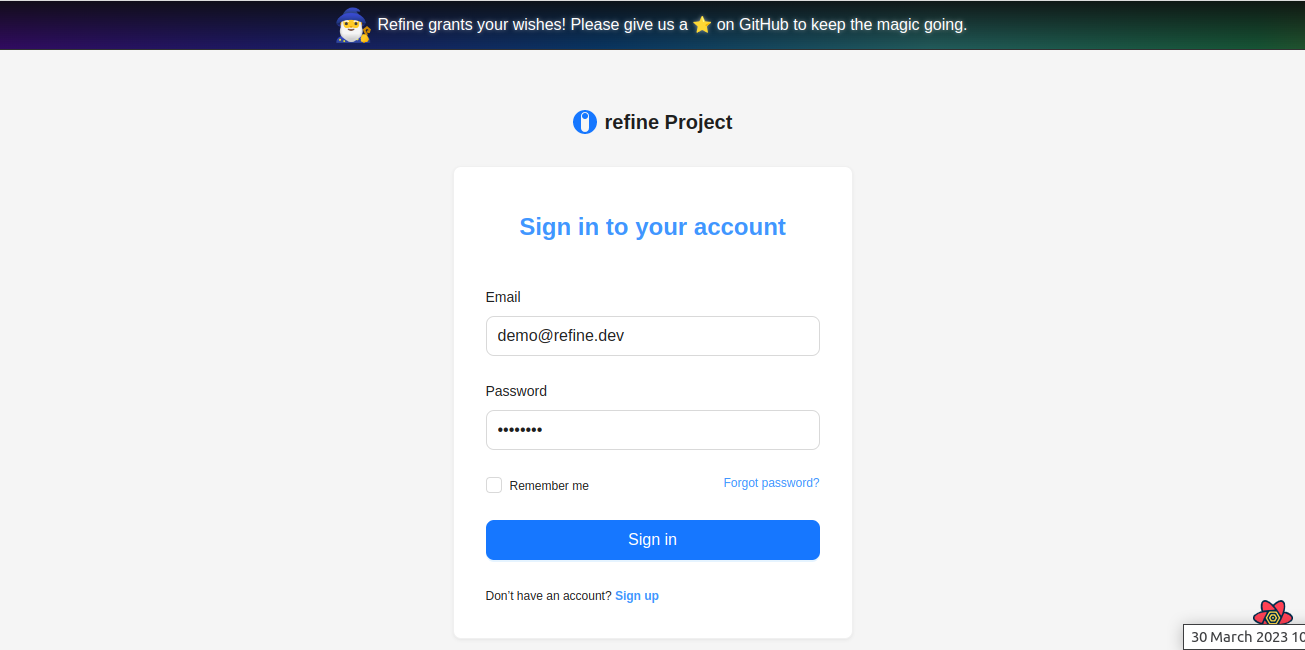 Refine grants your wishes! Please give us a ⭐ on GitHub to keep the magic going.
refine Project
Sign in to your account
Email
demo@refine.dev
Password
••••••••
Remember me
Forgot password?
Sign in
Don’t have an account? Sign up
30 March 2023 10